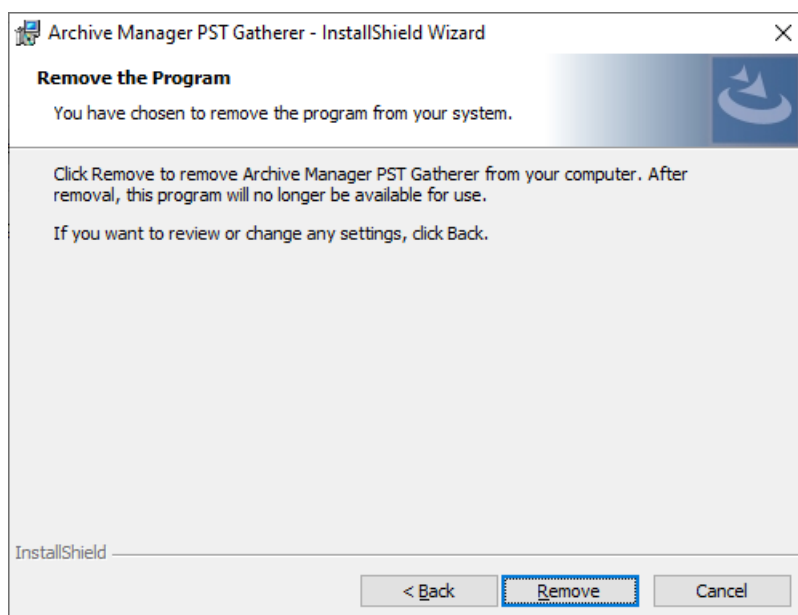 Archive Manager PST Gatherer - InstallShield Wizard
Remove the Program
You have chosen to remove the program from your system.
Click Remove to remove Archive Manager PST Gatherer from your computer. After
removal, this program will no longer be available for use.
If you want to review or change any settings, click Back.
InstallShield
< Back
Remove
Cancel